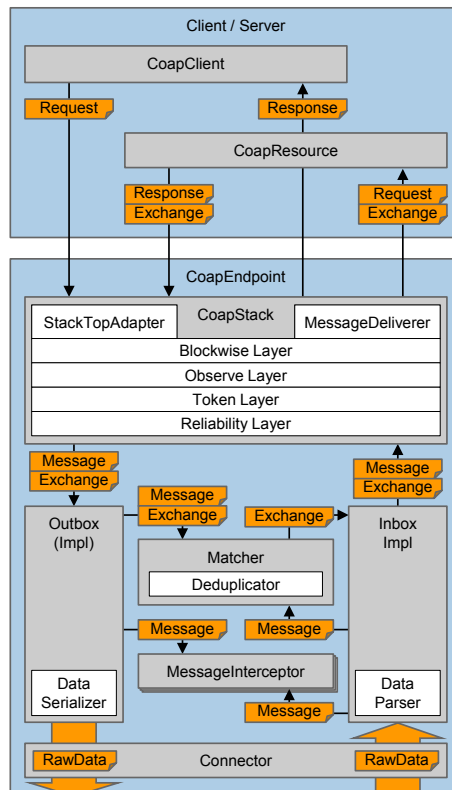 Client / Server
CoapClient
Request
Response
CoapResource
Response
Exchange
Request
Exchange
CoapEndpoint
StackTopAdapter
CoapStack
MessageDeliverer
Blockwise Layer
Observe Layer
Token Layer
Reliability Layer
Message
Exchange
Message
Exchange
Outbox
(Impl)
Message
Exchange
Exchange
Inbox
Impl
Matcher
Deduplicator
Message
Message
MessageInterceptor
Data
Serializer
Message
Data
Parser
RawData
Connector
RawData